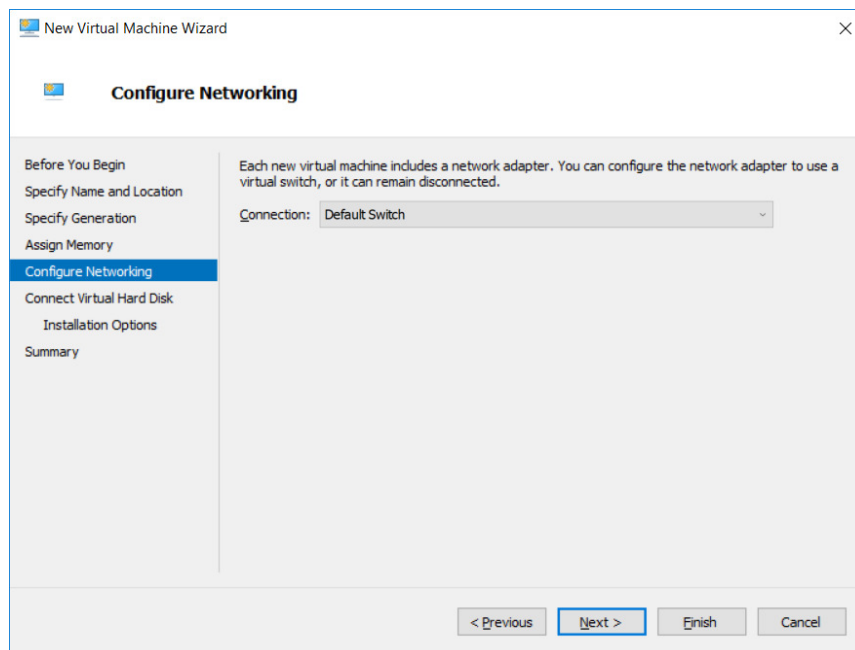 New Virtual Machine Wizard
Configure Networking
Before You Begin
Specify Name and Location
Specify Generation
Assign Memory
Configure Networking
Connect Virtual Hard Disk
Installation Options
Summary
Each new virtual machine includes a network adapter. You can configure the network adapter to use a
virtual switch, or it can remain disconnected.
Connection: Default Switch
< Previous Next > Finish Cancel